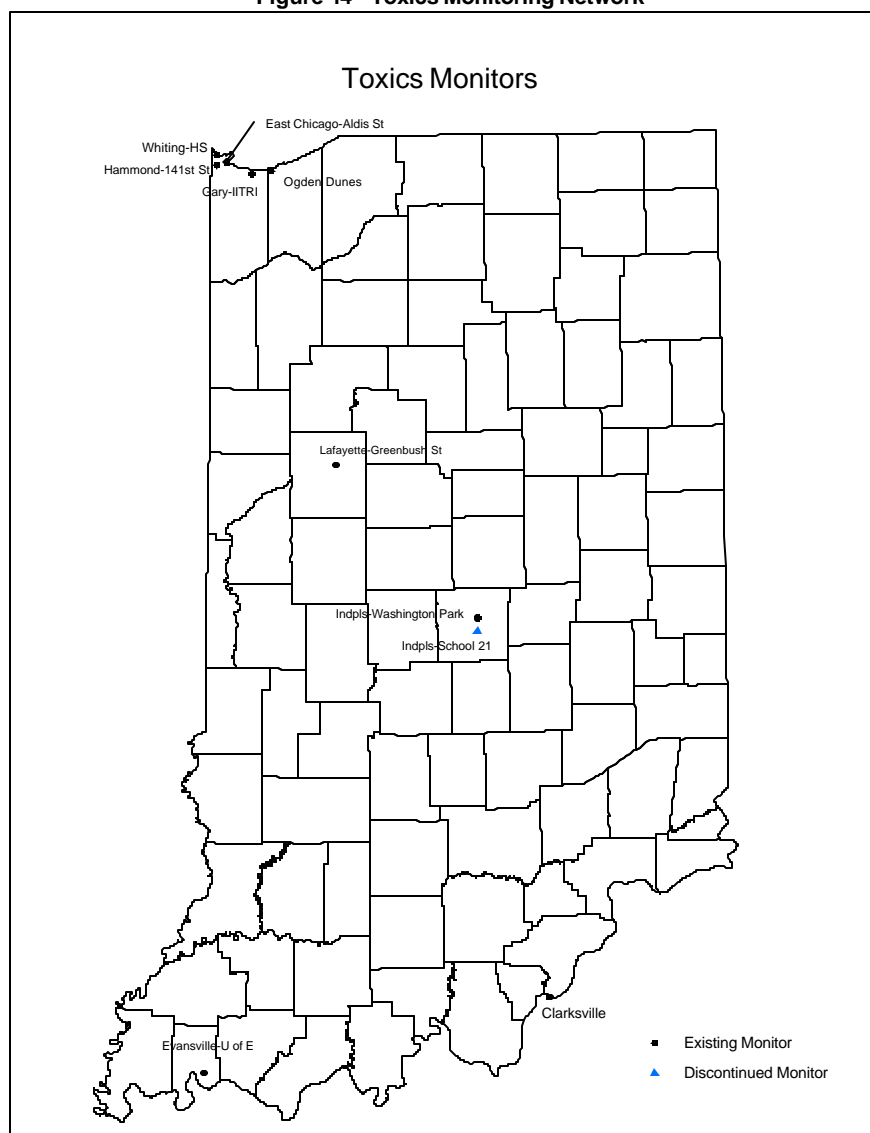 Figure 14 - Toxics Monitoring Network
Toxics Monitors
East Chicago-Aldis St
Whiting-HS
Hammond-141st St
Gary-IITRI
Ogden Dunes
Lafayette-Greenbush St
Indpls-Washington Park
Indpls-School 21
Clarksville
Evansville-U of E
Existing Monitor
Discontinued Monitor